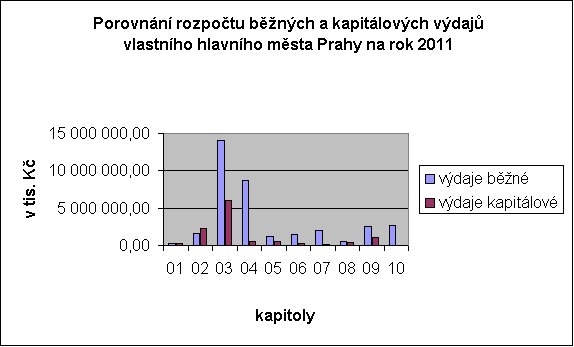 Porovnání rozpočtu běžných a kapitálových výdajů
vlastního hlavního města Prahy na rok 2011
v tis. Kč
15 000 000,00
10 000 000,00
5 000 000,00
0,00
01 02 03 04 05 06 07 08 09 10
kapitoly
výdaje běžné
výdaje kapitálové